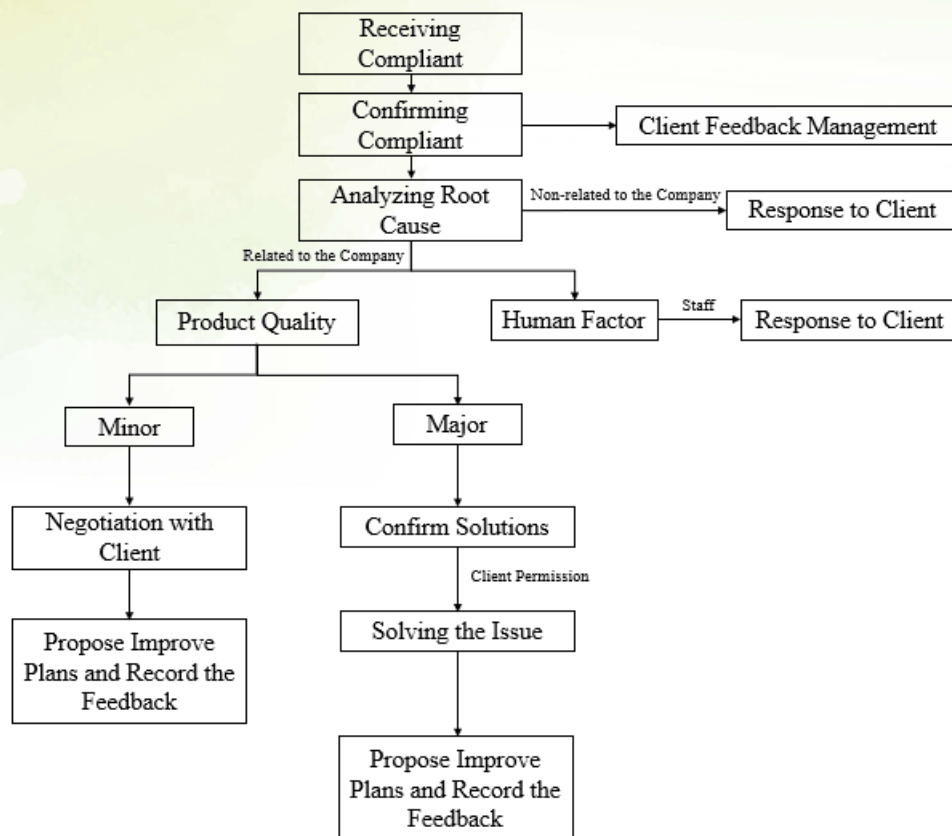 Receiving
Compliant
Confirming
Compliant
Client Feedback Management
Analyzing Root
Cause
Non-related to the Company
Response to Client
Related to the Company
Product Quality
Human Factor
Staff
Response to Client
Minor
Major
Negotiation with
Client
Confirm Solutions
Client Permission
Propose Improve
Plans and Record the
Feedback
Solving the Issue
Propose Improve
Plans and Record the
Feedback